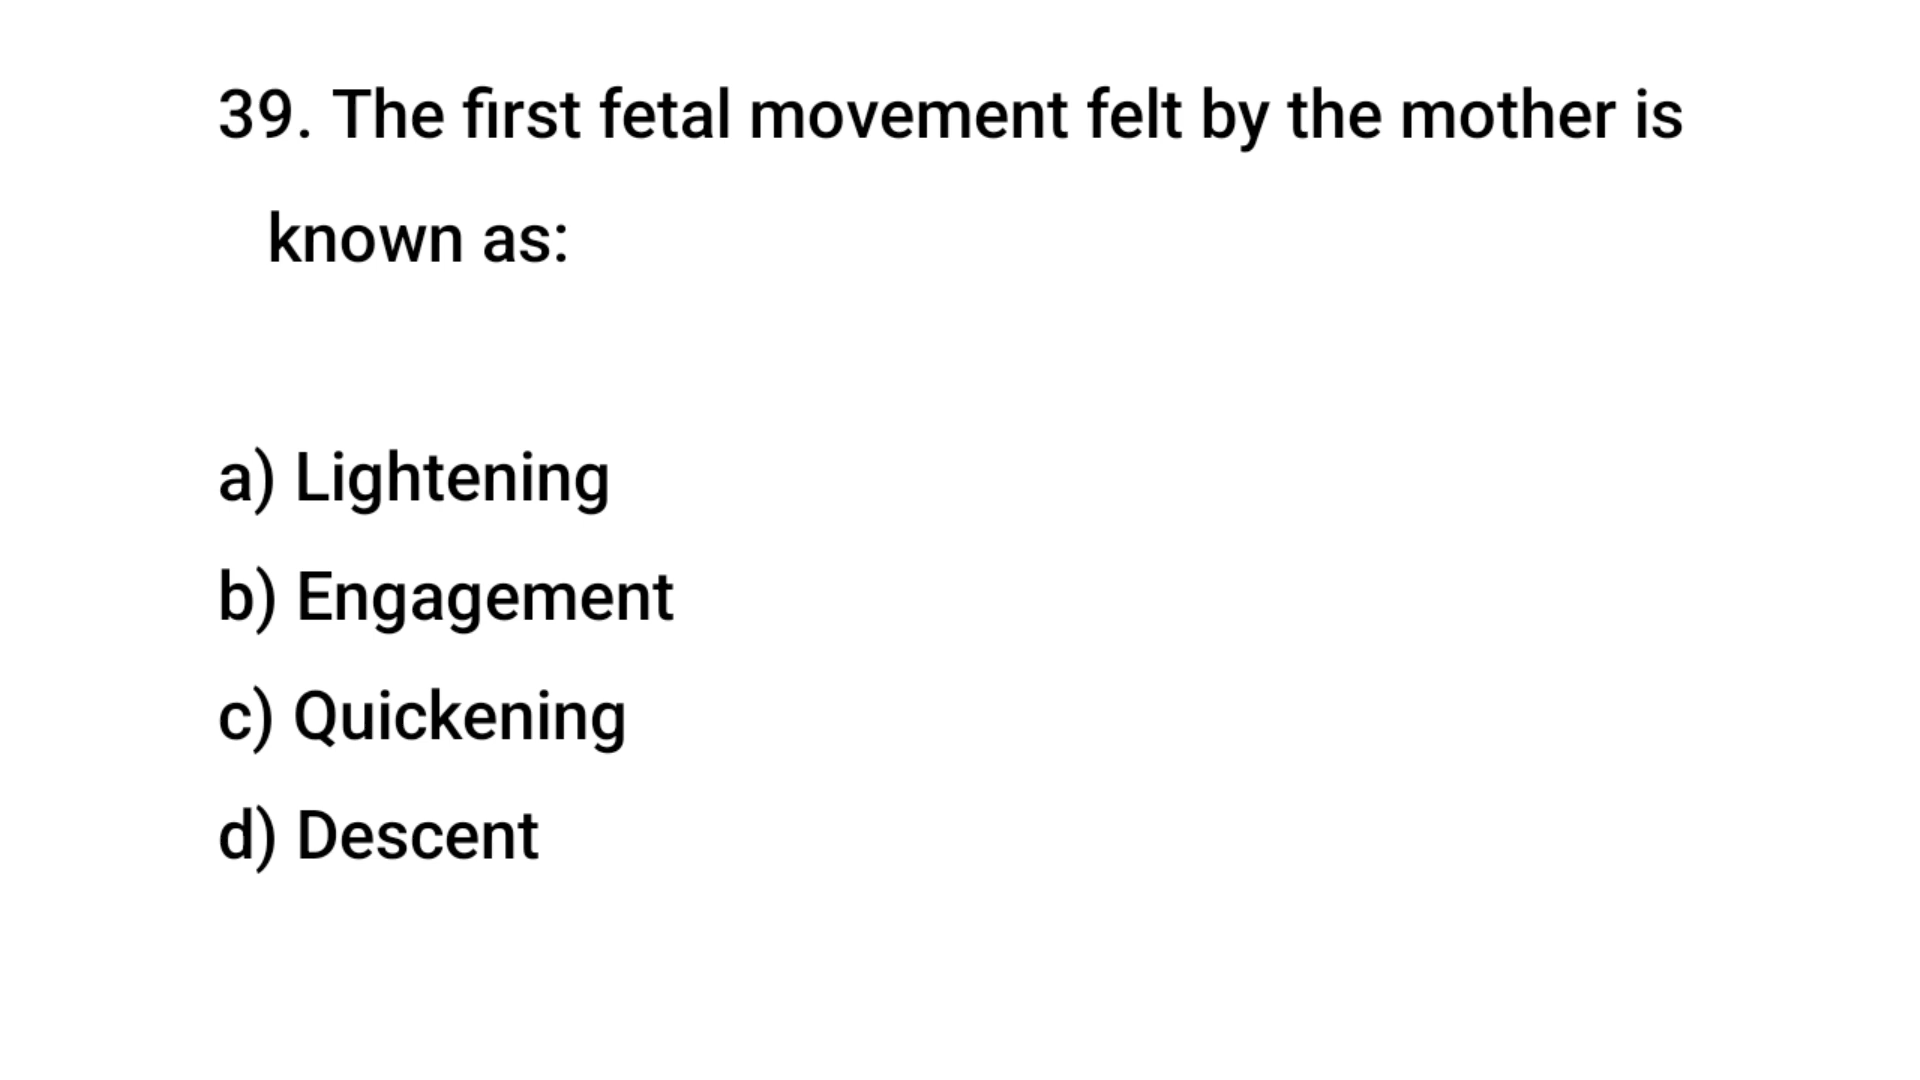 39. The first fetal movement felt by the mother is
known as:
a) Lightening
b) Engagement
c) Quickening
d) Descent